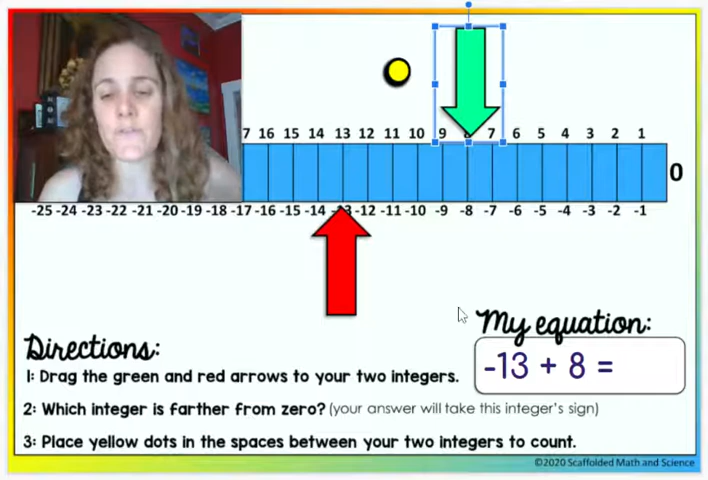 7 16 15 14 13 12 11 10 9 8 7 6 5 4 3 2 1
0
-25 -24 -23 -22 -21 -20 -19 -18 -17 -16 -15 -14 -13 -12 -11 -10 -9 -8 -7 -6 -5 -4 -3 -2 -1
My equation:
-13 + 8 =
Directions:
1: Drag the green and red arrows to your two integers.
2: Which integer is farther from zero? (your answer will take this integer's sign)
3: Place yellow dots in the spaces between your two integers to count.
©2020 Scaffolded Math and Science